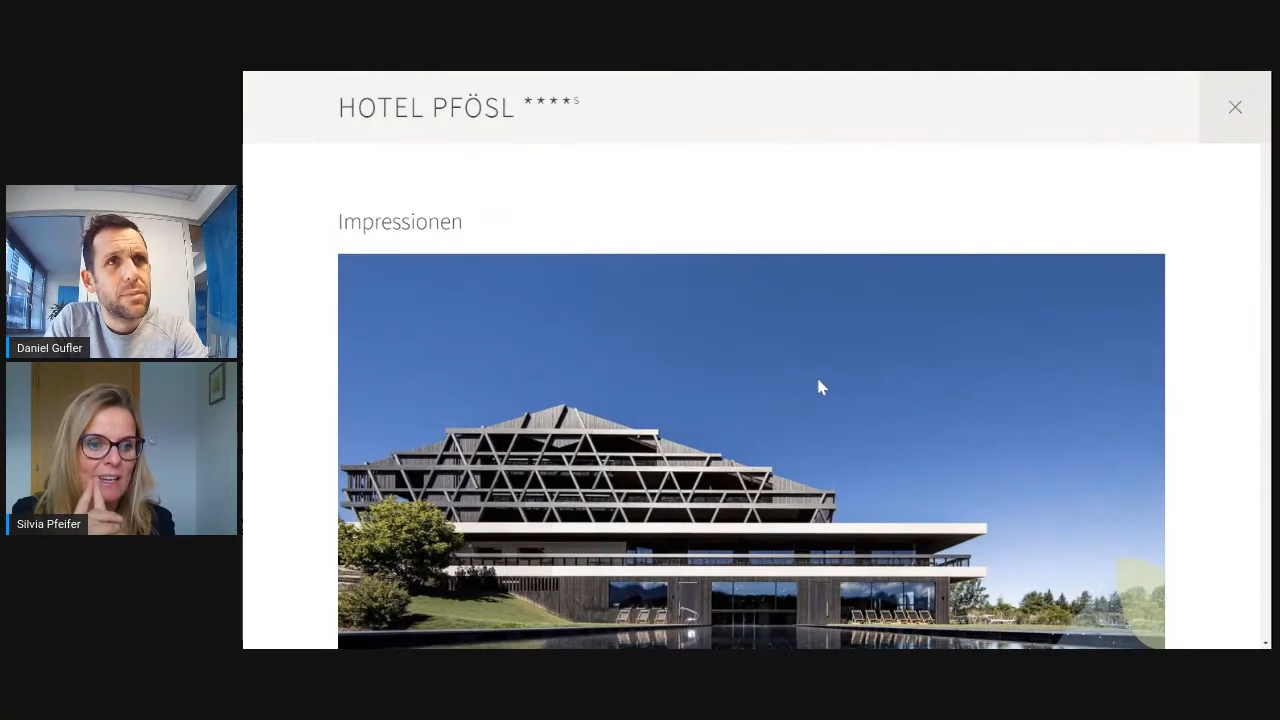 HOTEL PFÖSL ****S
Impressionen
Daniel Gufler
Silvia Pfeifer